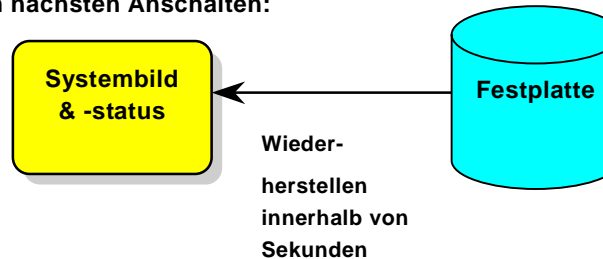 nächsten Anschalten:
Systembild
& -status
Festplatte
Wieder-
herstellen
innerhalb von
Sekunden